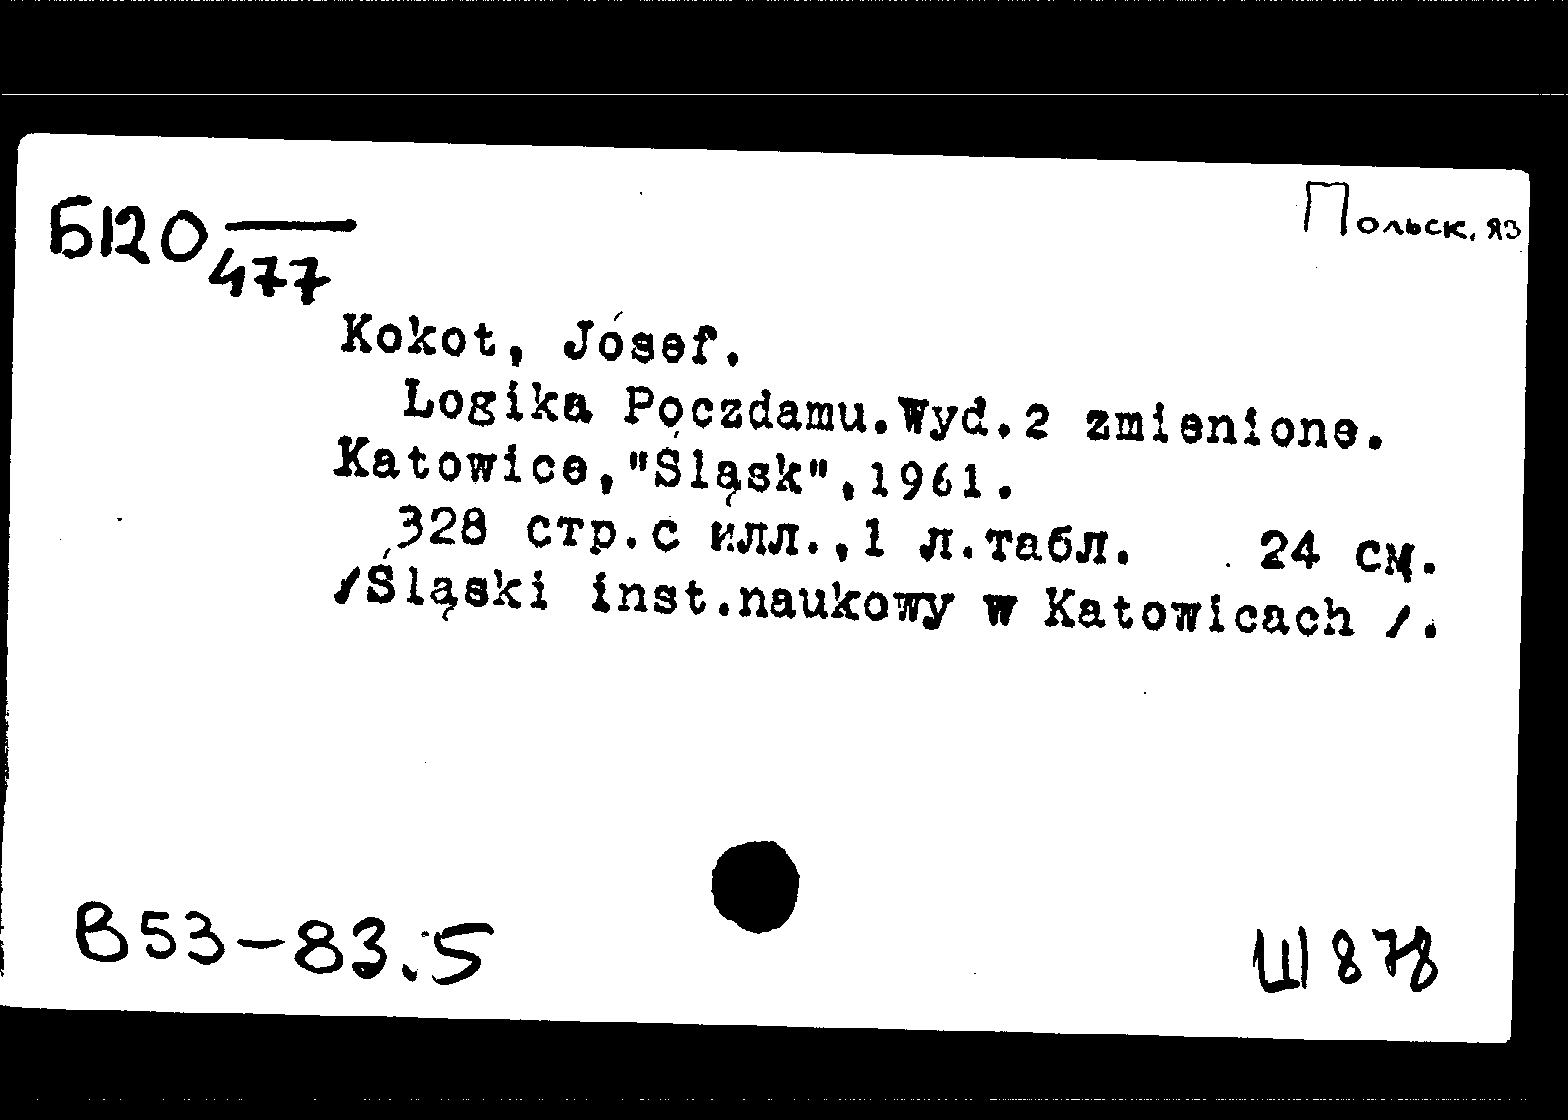 Б120 477
Польск. яз
Kokot, Jósef.
Logika Poczdamu.Wyd.2 zmienione.
Katowice,"Śląsk",1961.
328 стр.с илл.,1 л.табл. 24 см.
/Śląski inst.naukowy w Katowicach /.
В53-83.5
Ш878